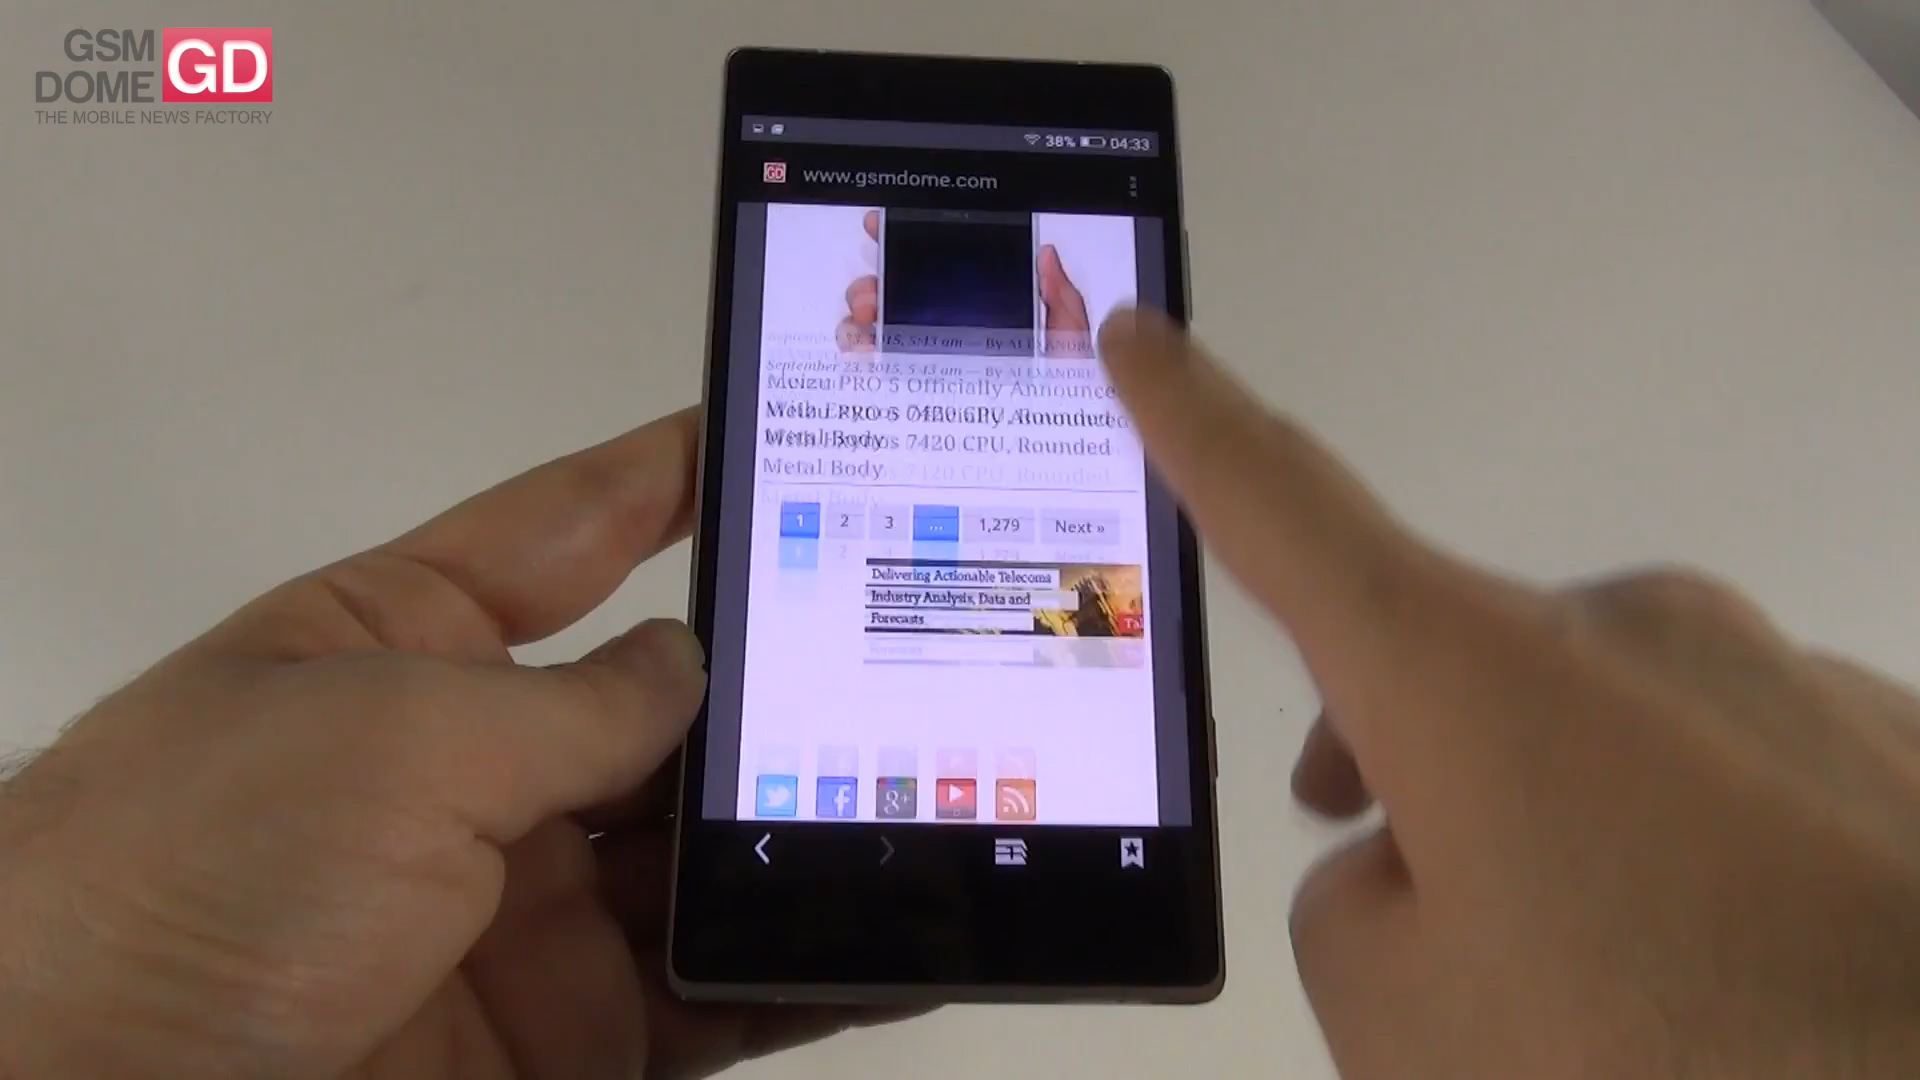 GSM
DOME GD
THE MOBILE NEWS FACTORY
38% 04:33
GD www.gsmdome.com
September 23, 2015, 5:43 am — By ALEXANDRU
Meizu PRO 5 Officially Announced
With Exynos 7420 CPU, Rounded
Metal Body
1 2 3 ... 1,279 Next »
Delivering Actionable Telecoms
Industry Analysis, Data and
Forecasts